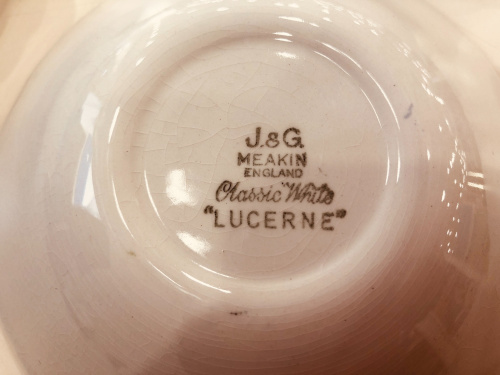 J.&G.
MEAKIN
ENGLAND
Classic White
"LUCERNE"